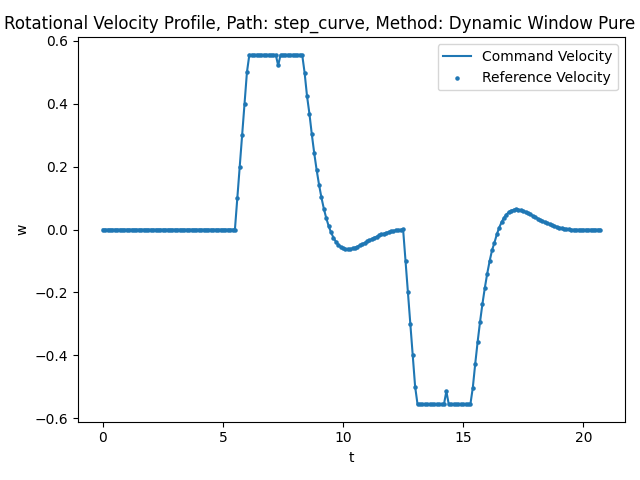 Rotational Velocity Profile, Path: step_curve, Method: Dynamic Window Pure
0.6
0.4
0.2
0.0
−0.2
−0.4
−0.6
w
Command Velocity
Reference Velocity
0
5
10
15
20
t